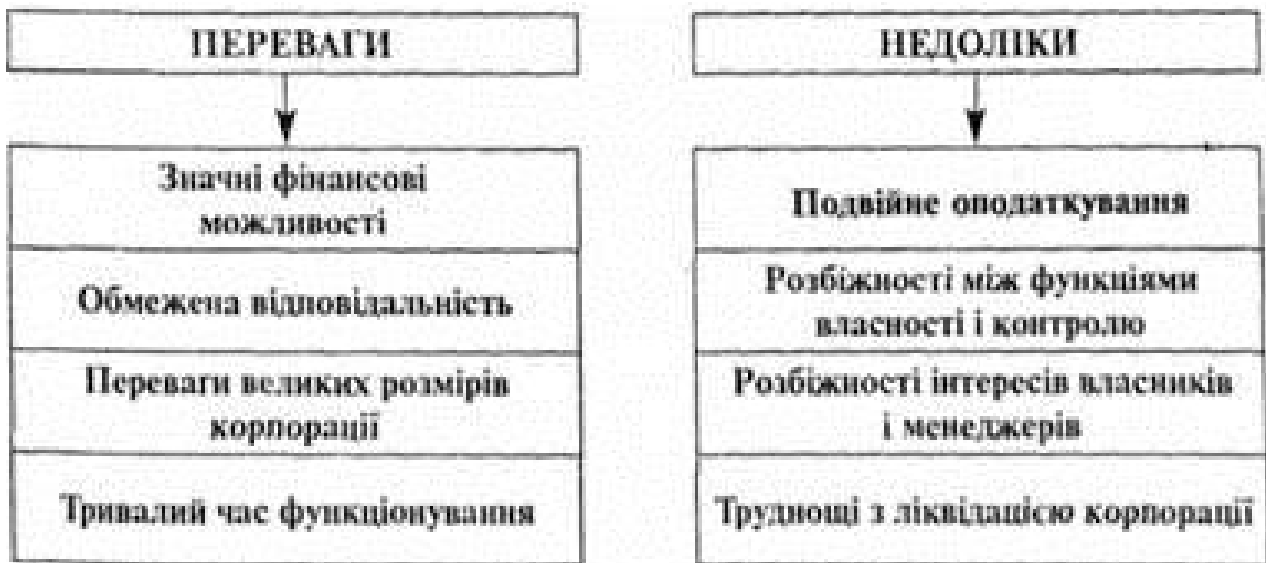 ПЕРЕВАГИ
Значні фінансові
можливості
Обмежена відповідальність
Переваги великих розмірів
корпорації
Тривалий час функціонування
НЕДОЛІКИ
Подвійне оподаткування
Розбіжності між функціями
власності і контролю
Розбіжності інтересів власників
і менеджерів
Труднощі з ліквідацією корпорації